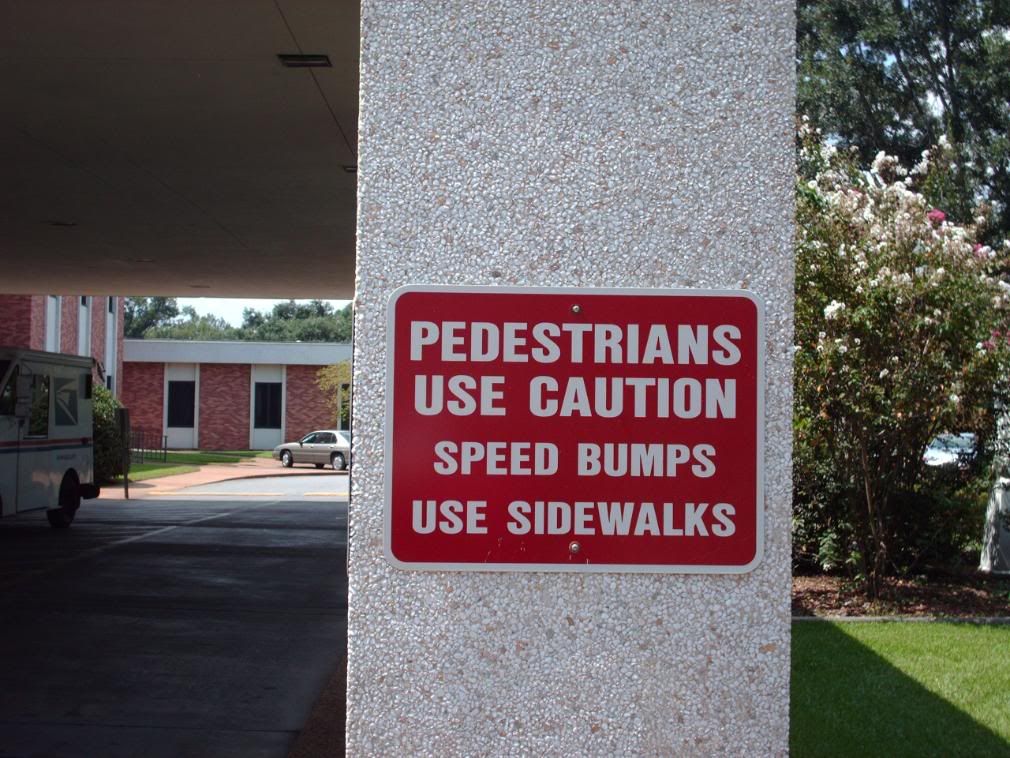 PEDESTRIANS
USE CAUTION
SPEED BUMPS
USE SIDEWALKS